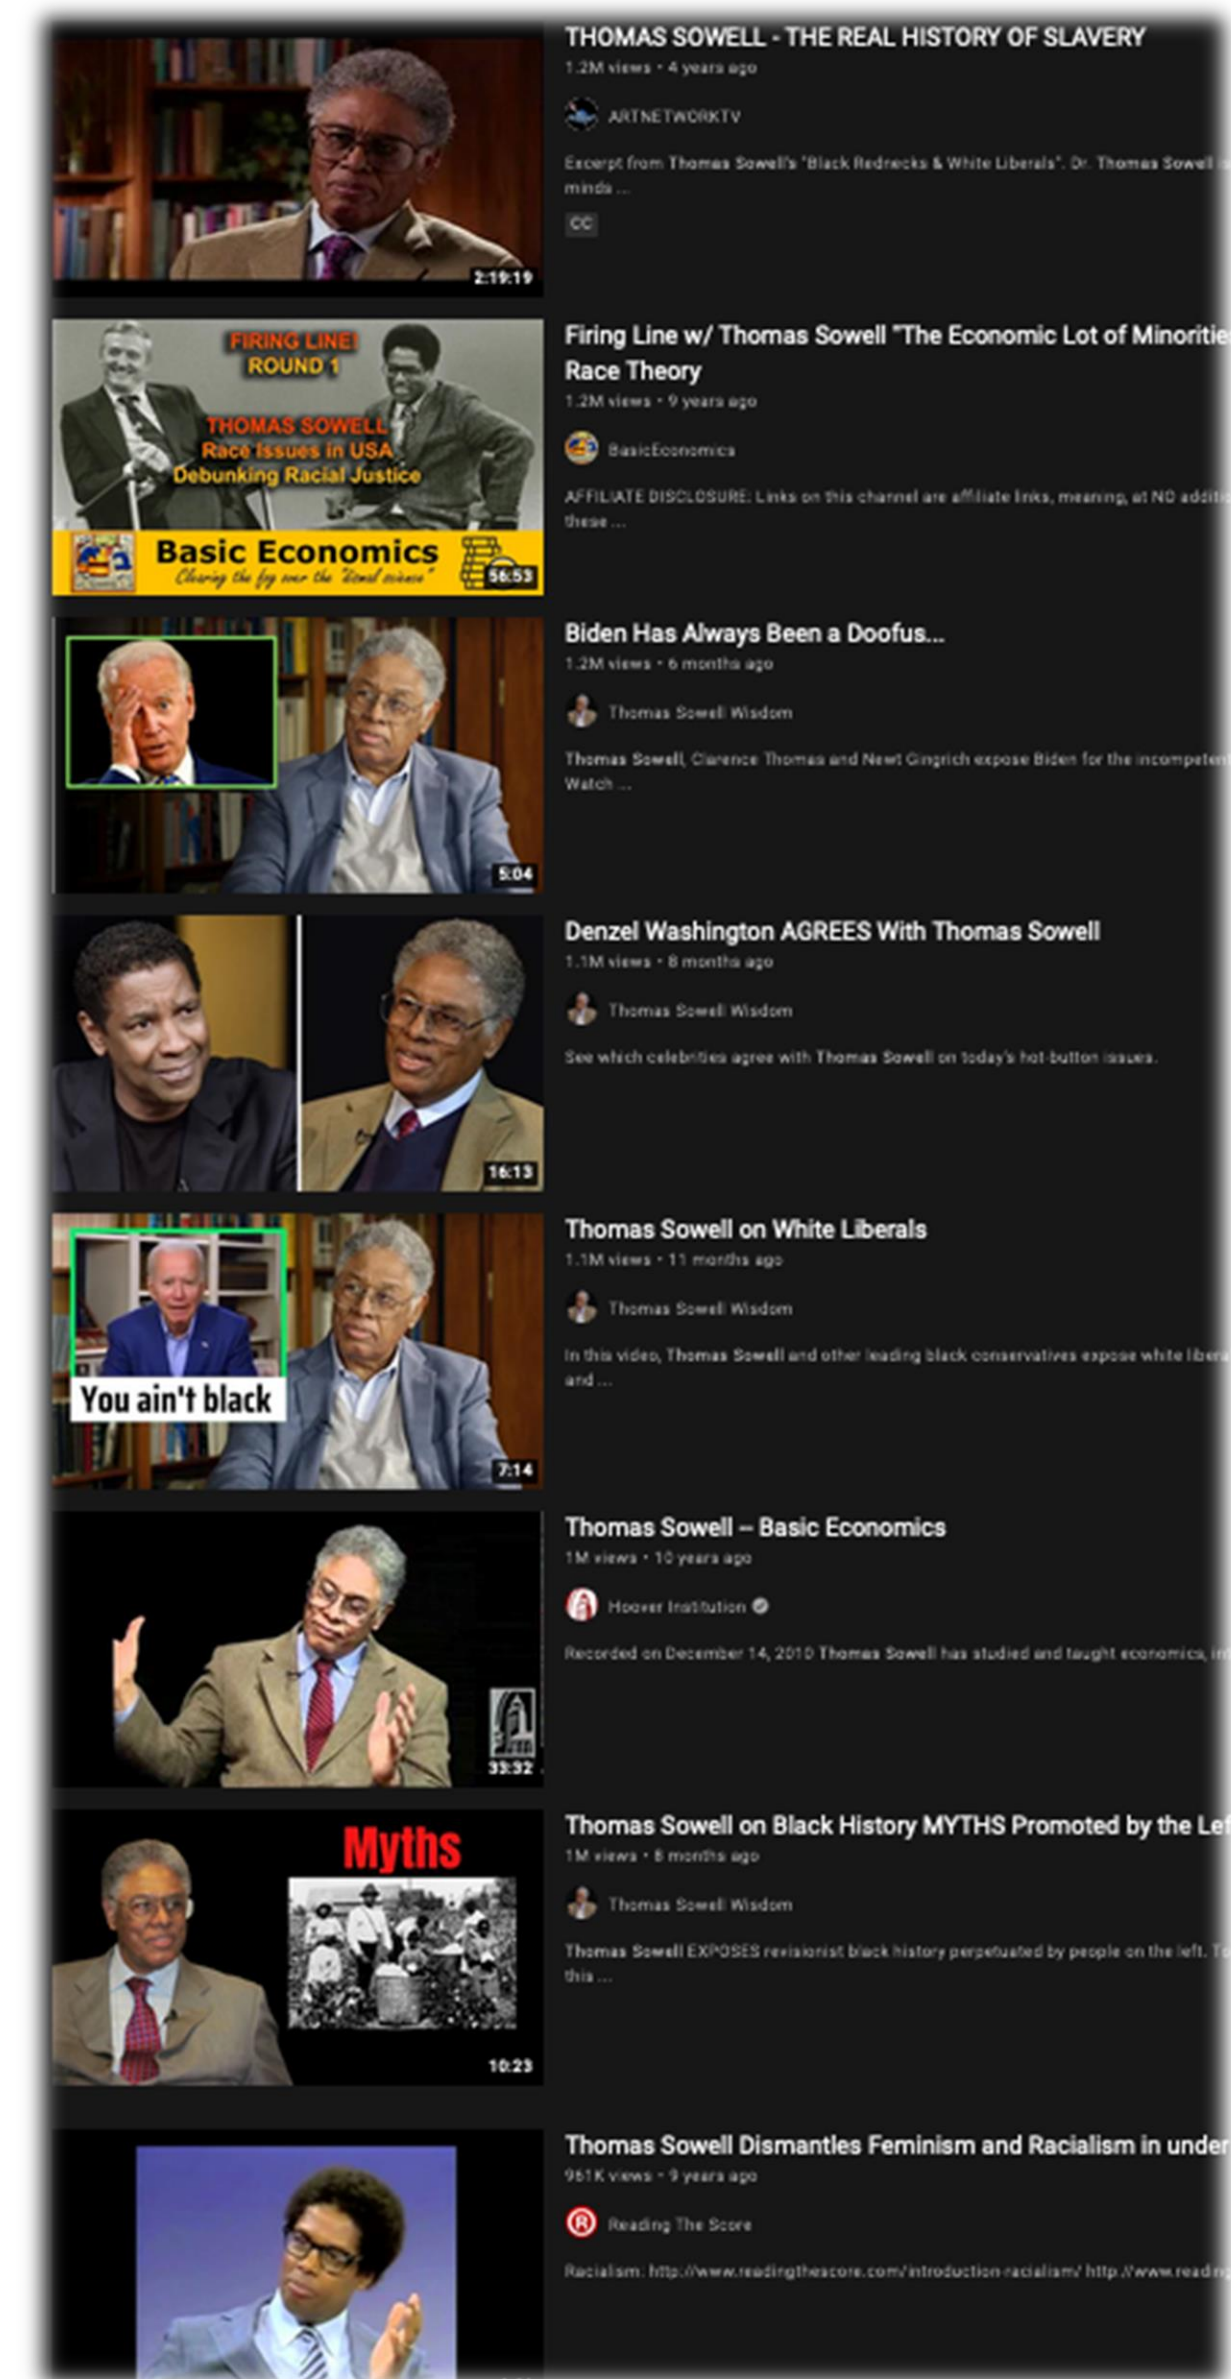 THOMAS SOWELL - THE REAL HISTORY OF SLAVERY
1.2M views • 4 years ago
ARTNETWORKTV
Excerpt from Thomas Sowell's "Black Rednecks & White Liberals". Dr. Thomas Sowell is
minds ...
CC
2:19:19
FIRING LINE!
ROUND 1
THOMAS SOWELL
Race Issues in USA
Debunking Racial Justice
Basic Economics
Clearing the fog over the "dismal science"
56:53
Firing Line w/ Thomas Sowell "The Economic Lot of Minoritie
Race Theory
1.2M views • 9 years ago
BasicEconomics
AFFILIATE DISCLOSURE: Links on this channel are affiliate links, meaning, at NO additio
these ...
5:04
Biden Has Always Been a Doofus...
1.2M views • 6 months ago
Thomas Sowell Wisdom
Thomas Sowell, Clarence Thomas and Newt Gingrich expose Biden for the incompeten
Watch ...
16:13
Denzel Washington AGREES With Thomas Sowell
1.1M views • 8 months ago
Thomas Sowell Wisdom
See which celebrities agree with Thomas Sowell on today's hot-button issues.
You ain't black
7:14
Thomas Sowell on White Liberals
1.1M views • 11 months ago
Thomas Sowell Wisdom
In this video, Thomas Sowell and other leading black conservatives expose white libera
and ...
33:32
Thomas Sowell -- Basic Economics
1M views • 10 years ago
Hoover Institution
Recorded on December 14, 2010 Thomas Sowell has studied and taught economics, in
Myths
10:23
Thomas Sowell on Black History MYTHS Promoted by the Lef
1M views • 8 months ago
Thomas Sowell Wisdom
Thomas Sowell EXPOSES revisionist black history perpetuated by people on the left. To
this ...
Thomas Sowell Dismantles Feminism and Racialism in under
961K views • 9 years ago
Reading The Score
Racialism: http://www.readingthescore.com/introduction-racialism/ http://www.reading